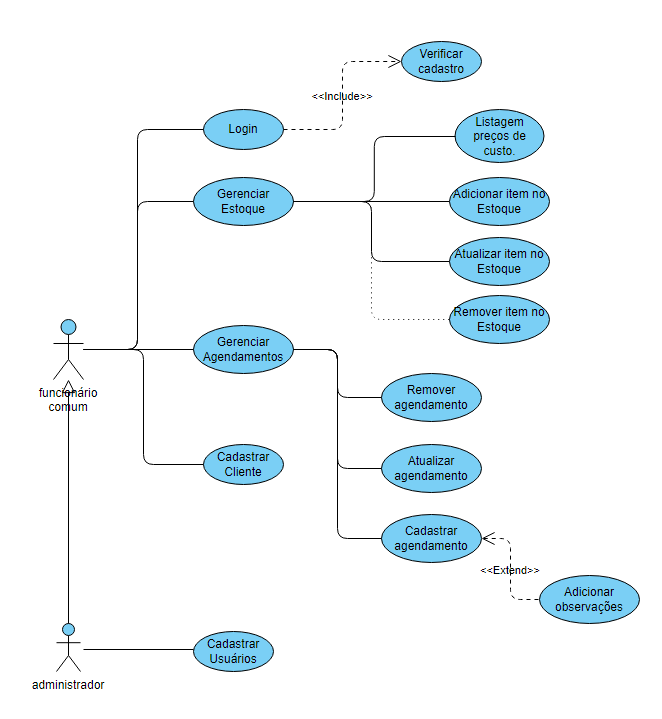 Verificar
cadastro
<<Include>>
Login
Listagem
preços de
custo.
Gerenciar
Estoque
Adicionar item no
Estoque
Atualizar item no
Estoque
Remover item no
Estoque
Gerenciar
Agendamentos
funcionário
comum
Remover
agendamento
Cadastrar
Cliente
Atualizar
agendamento
Cadastrar
agendamento
<<Extend>>
Adicionar
observações
Cadastrar
Usuários
administrador